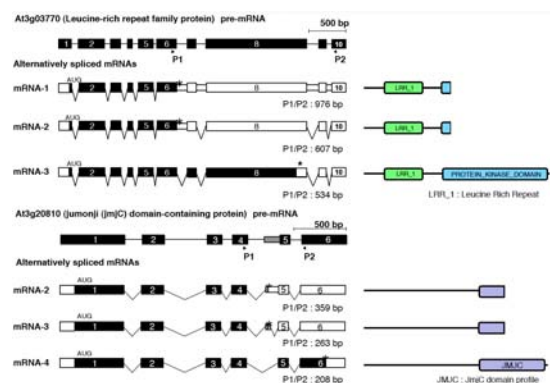 At3g03770 (Leucine-rich repeat family protein) pre-mRNA
500 bp
1 2 5 6 8 10
P1 P2
Alternatively spliced mRNAs
AUG
mRNA-1 1 2 5 6 8 10
P1/P2 : 976 bp
LRR_1
AUG
mRNA-2 1 2 5 6 8 10
P1/P2 : 607 bp
LRR_1
AUG
mRNA-3 1 2 5 6 8 10
P1/P2 : 534 bp
LRR_1 PROTEIN_KINASE_DOMAIN
LRR_1 : Leucine Rich Repeat
At3g20810 (jumonji (jmjC) domain-containing protein) pre-mRNA
500 bp
1 2 3 4 5 6
P1 P2
Alternatively spliced mRNAs
AUG
mRNA-2 1 2 3 4 5 6
P1/P2 : 359 bp
AUG
mRNA-3 1 2 3 4 5 6
P1/P2 : 263 bp
AUG
mRNA-4 1 2 3 4 5 6
P1/P2 : 208 bp
JMJC
JMJC : JmjC domain profile